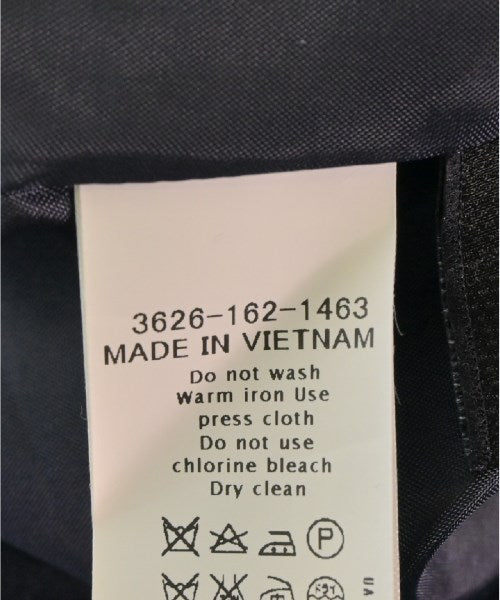 3626-162-1463
MADE IN VIETNAM
Do not wash
warm iron Use
press cloth
Do not use
chlorine bleach
Dry clean
P